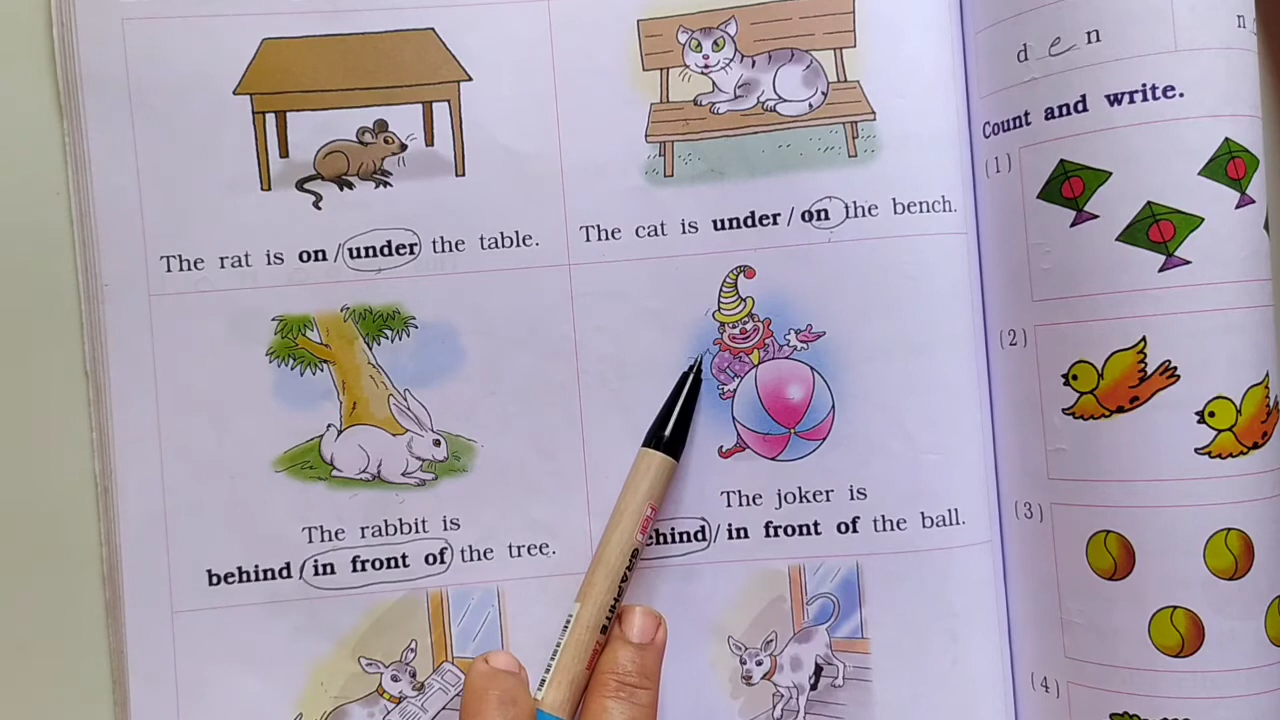 The rat is on / under the table.
The cat is under / on the bench.
The rabbit is
behind / in front of the tree.
The joker is
/ in front of the ball.
Flair GRAPHITE
d e n
n
Count and write.
(1)
(2)
(3)
(4)